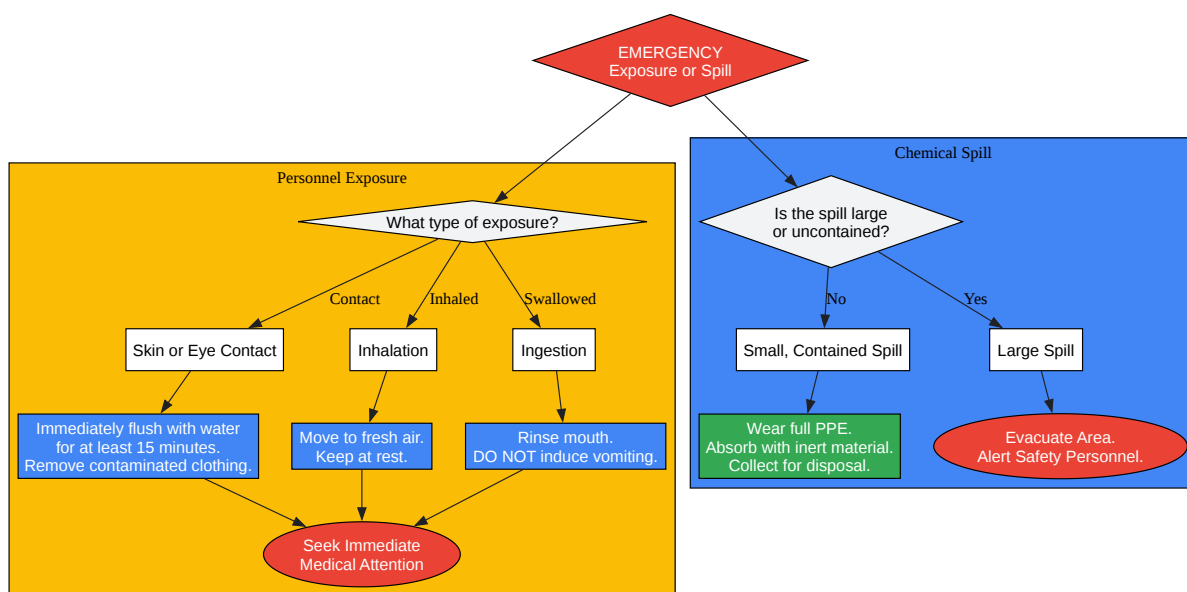 EMERGENCY
Exposure or Spill
Personnel Exposure
What type of exposure?
Contact
Inhaled
Swallowed
Skin or Eye Contact
Inhalation
Ingestion
Immediately flush with water
for at least 15 minutes.
Remove contaminated clothing.
Move to fresh air.
Keep at rest.
Rinse mouth.
DO NOT induce vomiting.
Seek Immediate
Medical Attention
Chemical Spill
Is the spill large
or uncontained?
No
Yes
Small, Contained Spill
Large Spill
Wear full PPE.
Absorb with inert material.
Collect for disposal.
Evacuate Area.
Alert Safety Personnel.